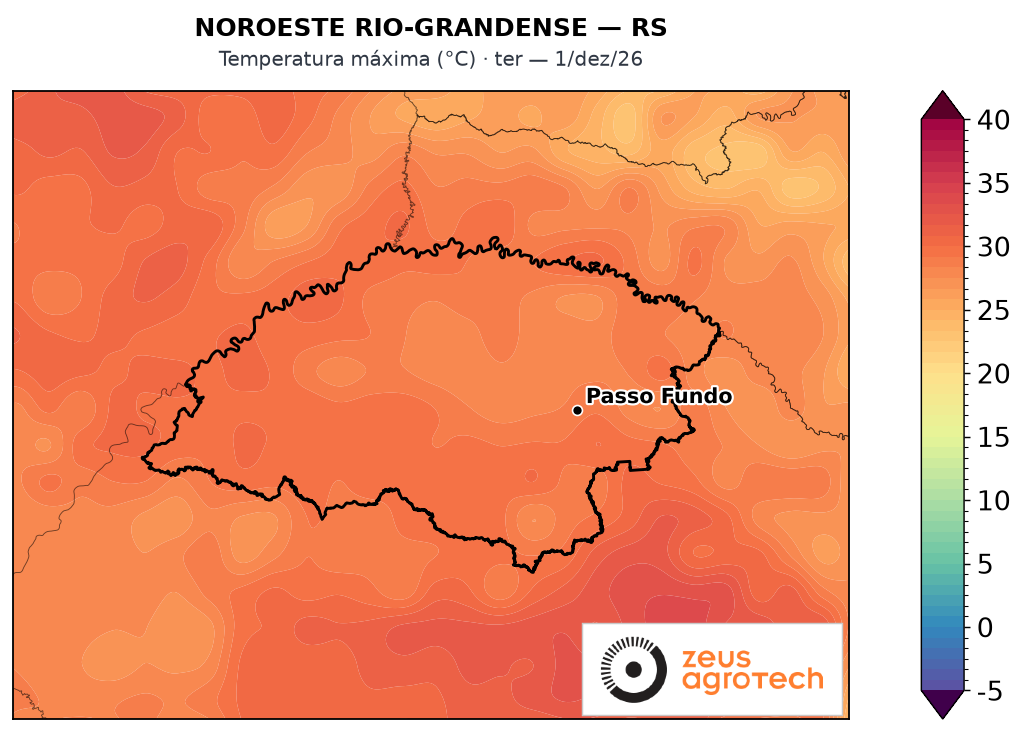 NOROESTE RIO-GRANDENSE — RS
Temperatura máxima (°C) · ter — 1/dez/26
40
35
30
25
20
15
10
5
0
-5
Passo Fundo
zeus
agrotech